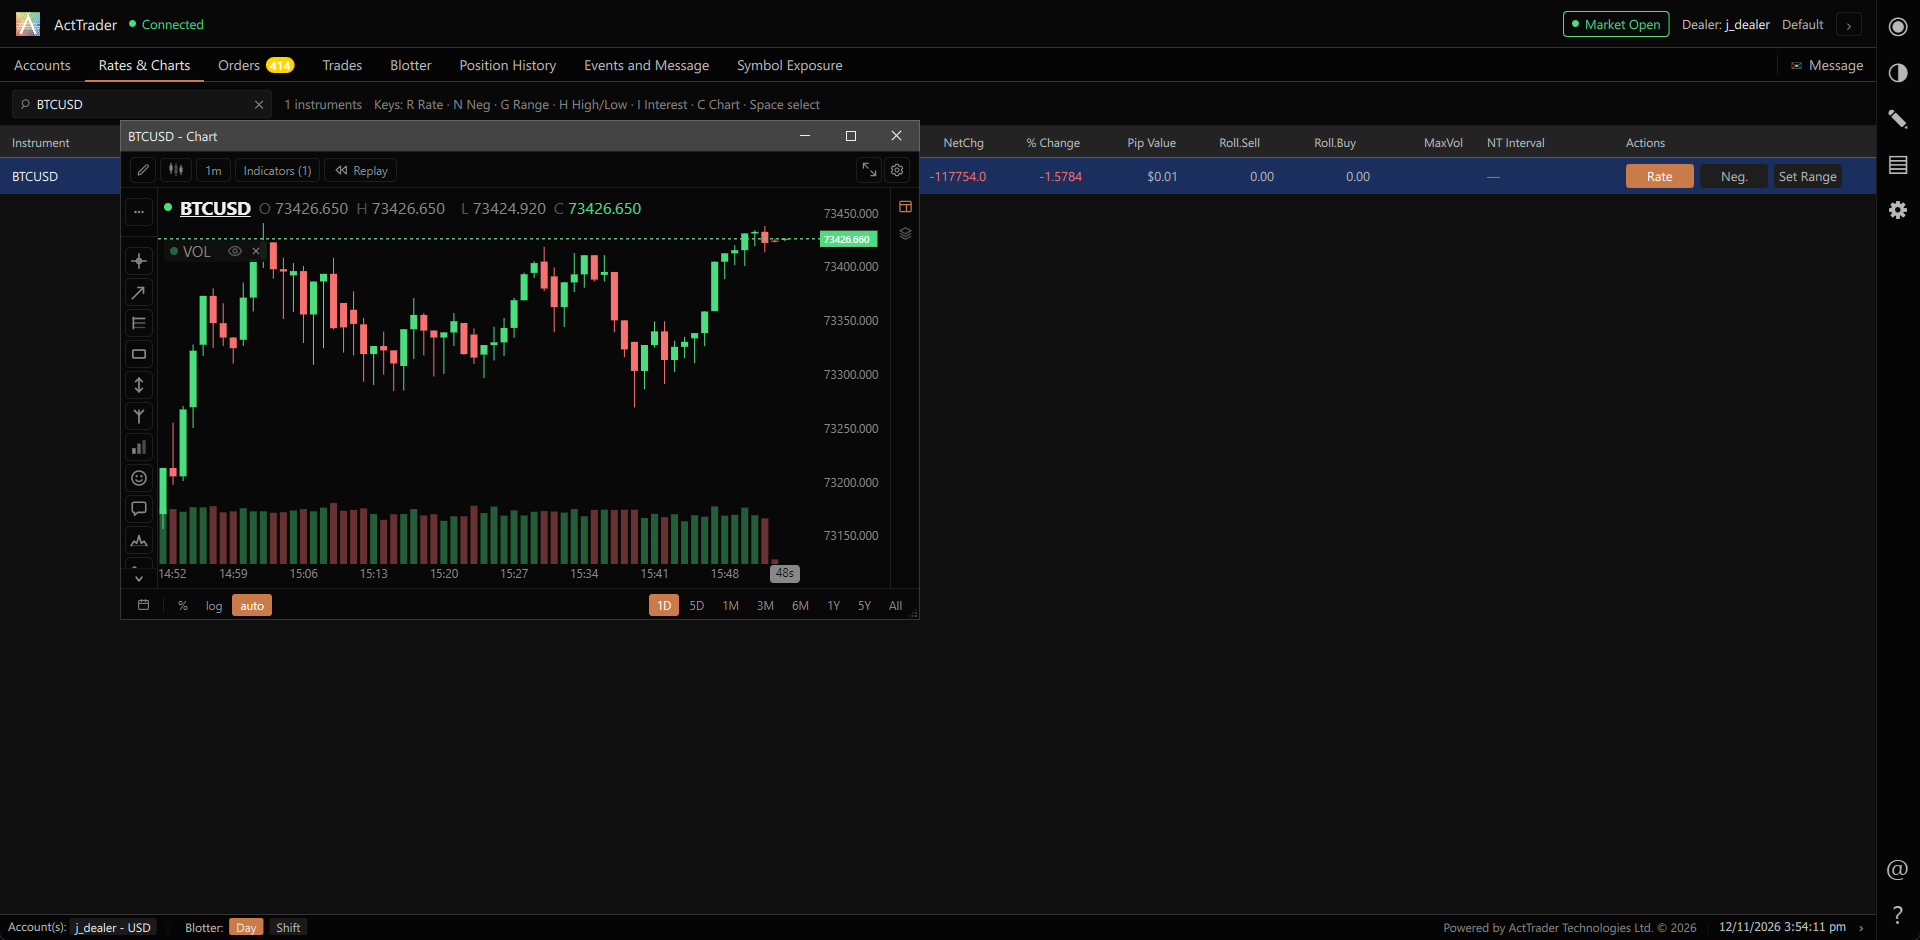 ActTrader Connected Market Open Dealer: j_dealer Default
Accounts Rates & Charts Orders 414 Trades Blotter Position History Events and Message Symbol Exposure Message
BTCUSD 1 instruments Keys: R Rate · N Neg · G Range · H High/Low · I Interest · C Chart · Space select
Instrument NetChg % Change Pip Value Roll.Sell Roll.Buy MaxVol NT Interval Actions
BTCUSD -117754.0 -1.5784 $0.01 0.00 0.00 — Rate Neg. Set Range
BTCUSD - Chart
1m Indicators (1) Replay
BTCUSD O 73426.650 H 73426.650 L 73424.920 C 73426.650
VOL
73450.000
73426.660
73400.000
73350.000
73300.000
73250.000
73200.000
73150.000
14:52 14:59 15:06 15:13 15:20 15:27 15:34 15:41 15:48 48s
% log auto 1D 5D 1M 3M 6M 1Y 5Y All
Account(s): j_dealer - USD Blotter: Day Shift Powered by ActTrader Technologies Ltd. © 2026 12/11/2026 3:54:11 pm